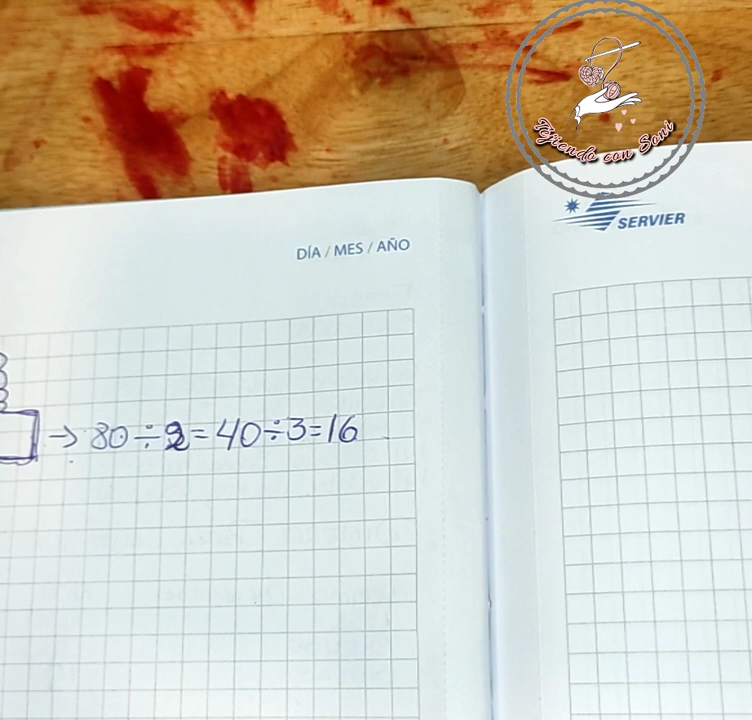 Tejiendo con Soni
SERVIER
DÍA / MES / AÑO
→ 80÷2=40÷3=16